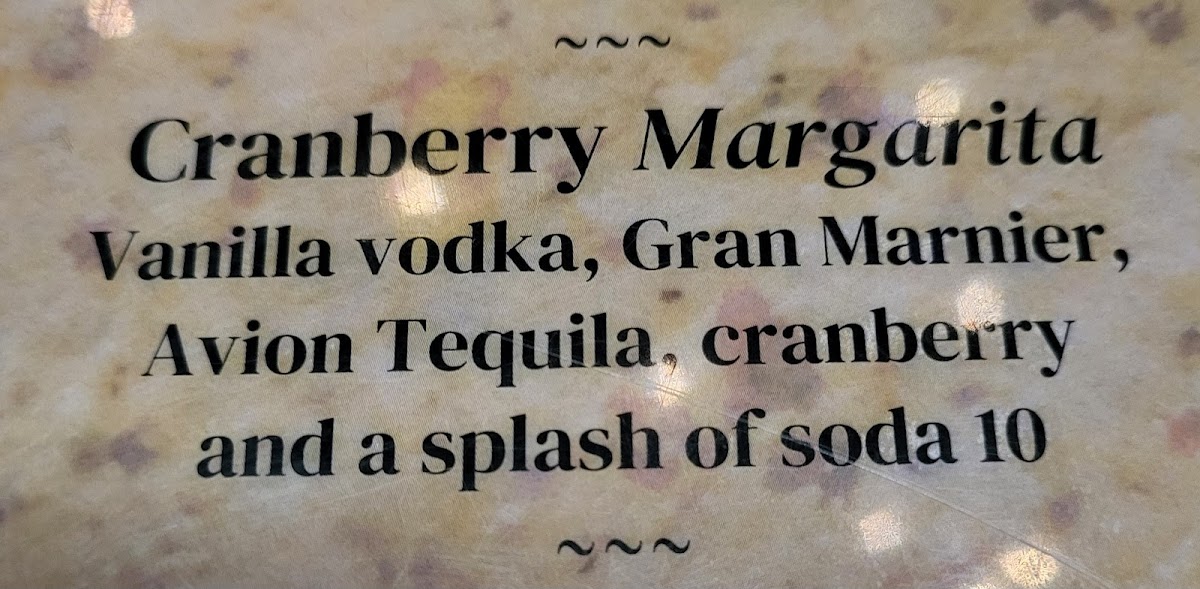 ~~~
Cranberry Margarita
Vanilla vodka, Gran Marnier,
Avion Tequila, cranberry
and a splash of soda 10
~~~